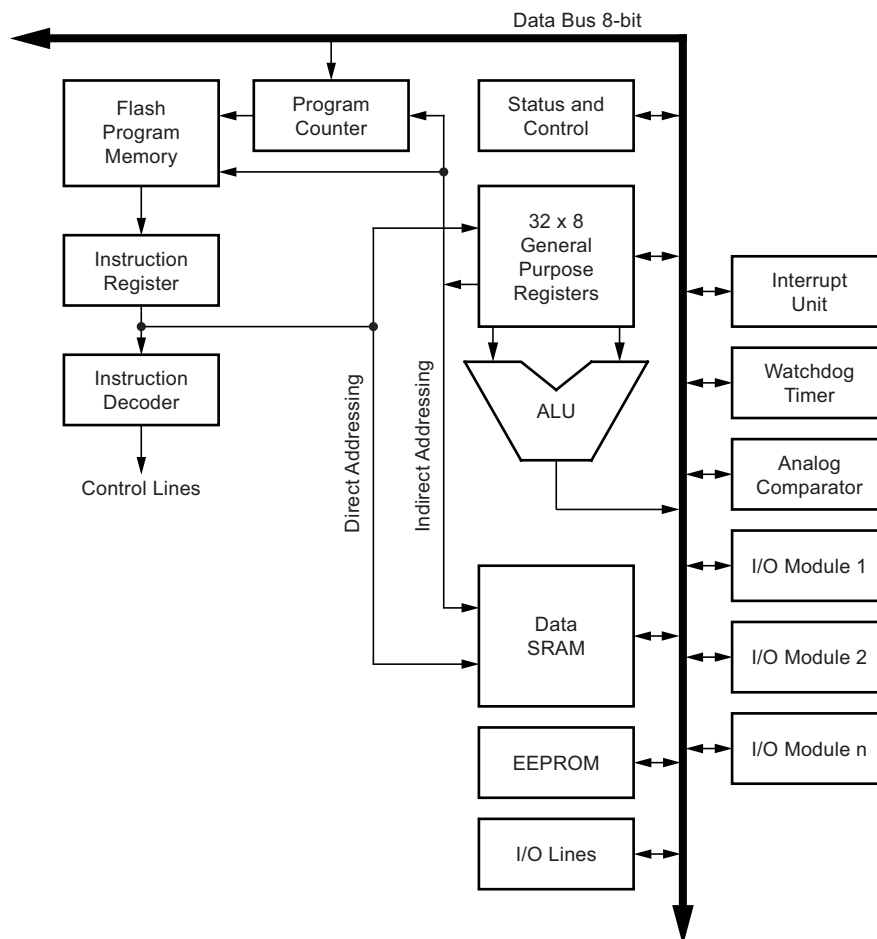 Data Bus 8-bit
Flash
Program
Memory
Program
Counter
Status and
Control
32 x 8
General
Purpose
Registers
Instruction
Register
Interrupt
Unit
Instruction
Decoder
Control Lines
Direct Addressing
Indirect Addressing
ALU
Watchdog
Timer
Analog
Comparator
I/O Module 1
Data
SRAM
I/O Module 2
I/O Module n
EEPROM
I/O Lines